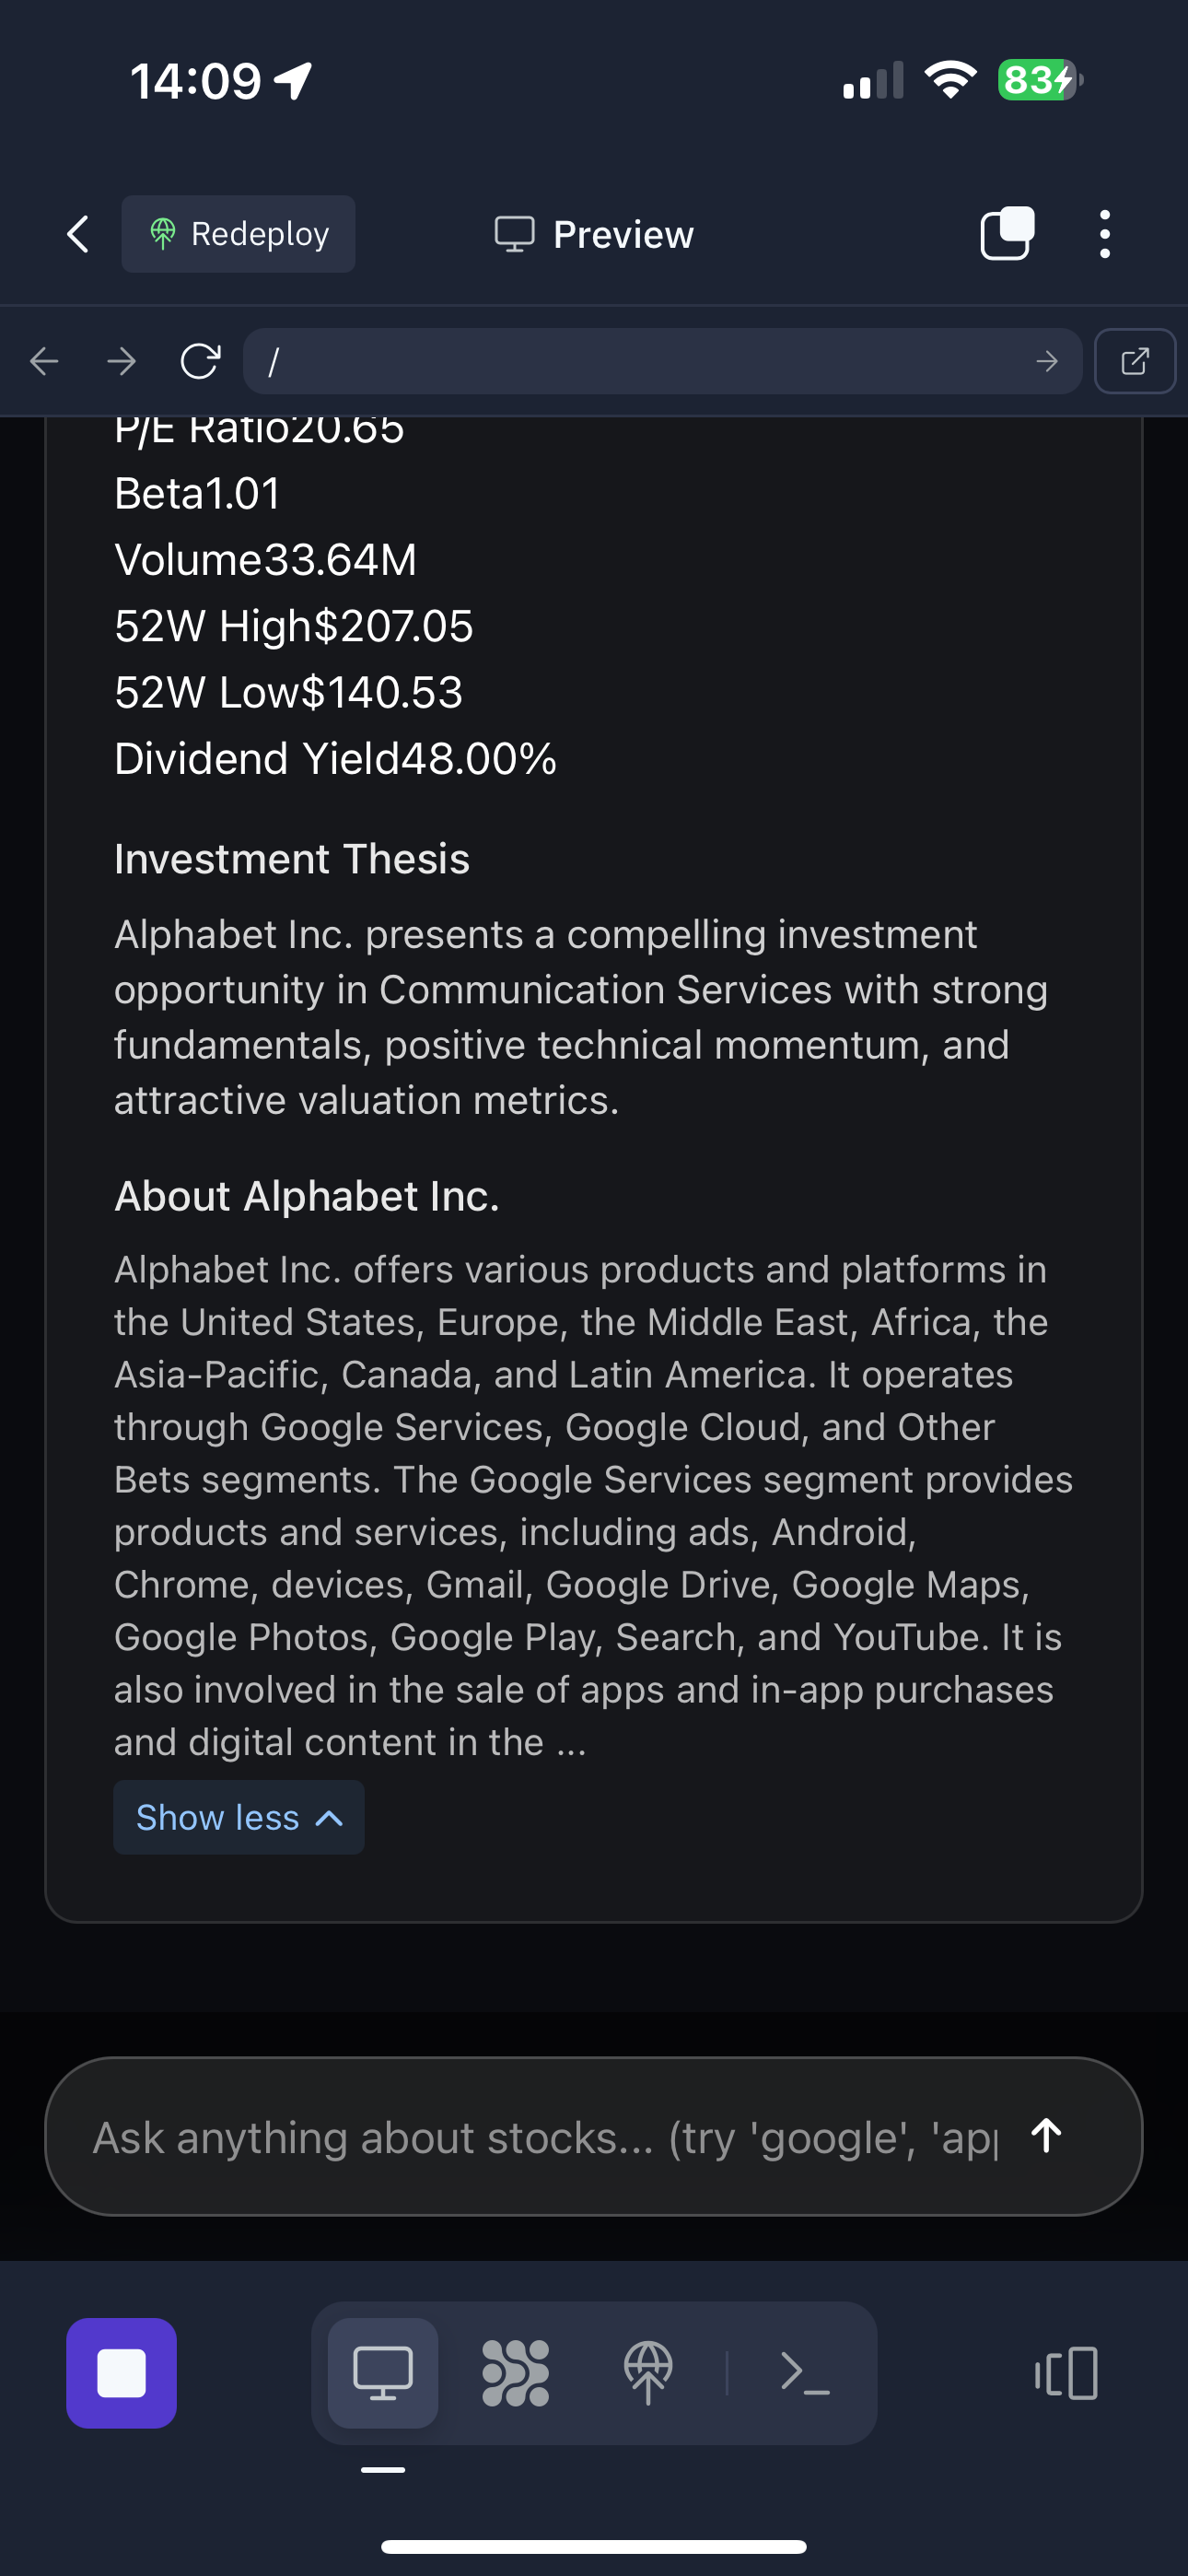 14:09
83
Redeploy
Preview
/
P/E Ratio20.65
Beta1.01
Volume33.64M
52W High$207.05
52W Low$140.53
Dividend Yield48.00%
Investment Thesis
Alphabet Inc. presents a compelling investment
opportunity in Communication Services with strong
fundamentals, positive technical momentum, and
attractive valuation metrics.
About Alphabet Inc.
Alphabet Inc. offers various products and platforms in
the United States, Europe, the Middle East, Africa, the
Asia-Pacific, Canada, and Latin America. It operates
through Google Services, Google Cloud, and Other
Bets segments. The Google Services segment provides
products and services, including ads, Android,
Chrome, devices, Gmail, Google Drive, Google Maps,
Google Photos, Google Play, Search, and YouTube. It is
also involved in the sale of apps and in-app purchases
and digital content in the ...
Show less
Ask anything about stocks... (try 'google', 'ap